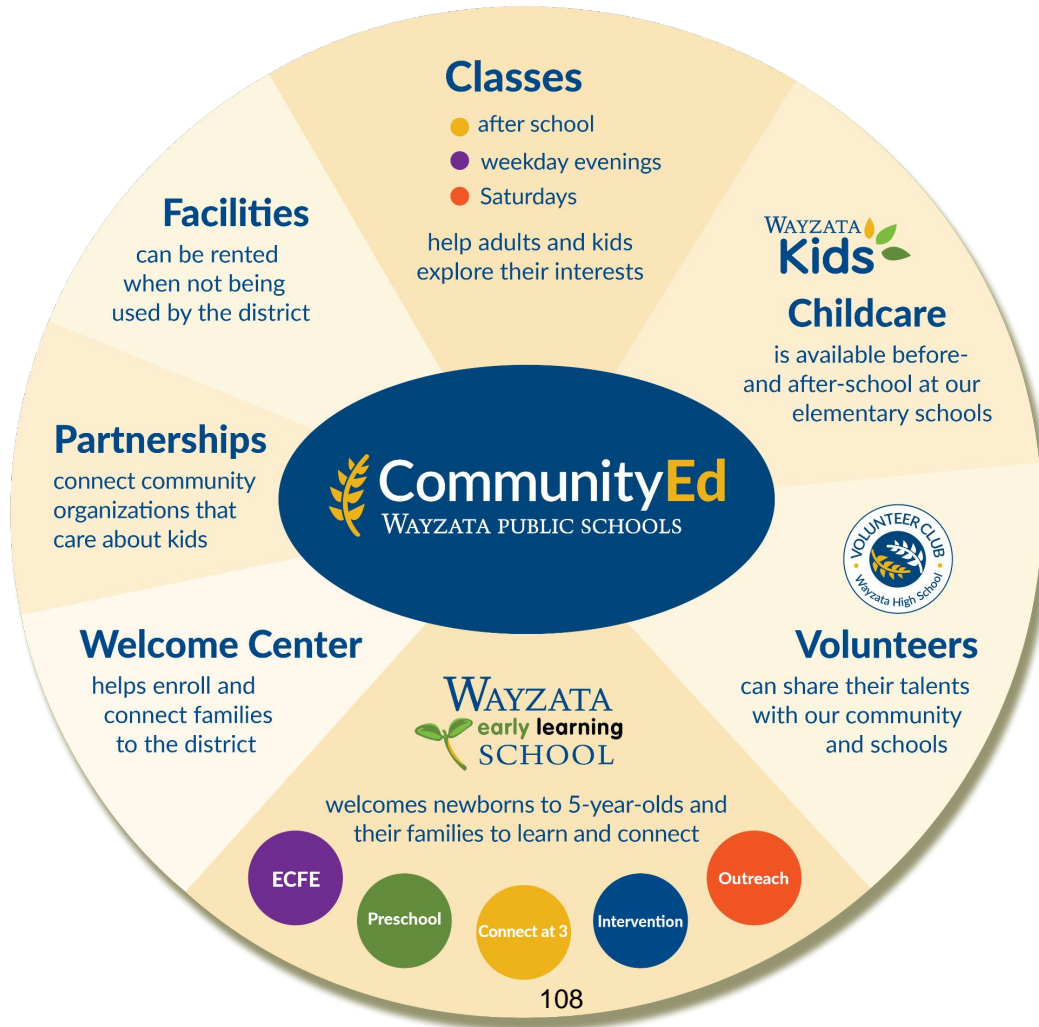 Classes
after school
weekday evenings
Saturdays
help adults and kids
explore their interests
WAYZATA
Kids
Childcare
is available before-
and after-school at our
elementary schools
VOLUNTEER CLUB
Wayzata High School
Volunteers
can share their talents
with our community
and schools
WAYZATA
early learning
SCHOOL
welcomes newborns to 5-year-olds and
their families to learn and connect
ECFE
Preschool
Connect at 3
Intervention
Outreach
108
Welcome Center
helps enroll and
connect families
to the district
Partnerships
connect community
organizations that
care about kids
Facilities
can be rented
when not being
used by the district
CommunityEd
WAYZATA PUBLIC SCHOOLS